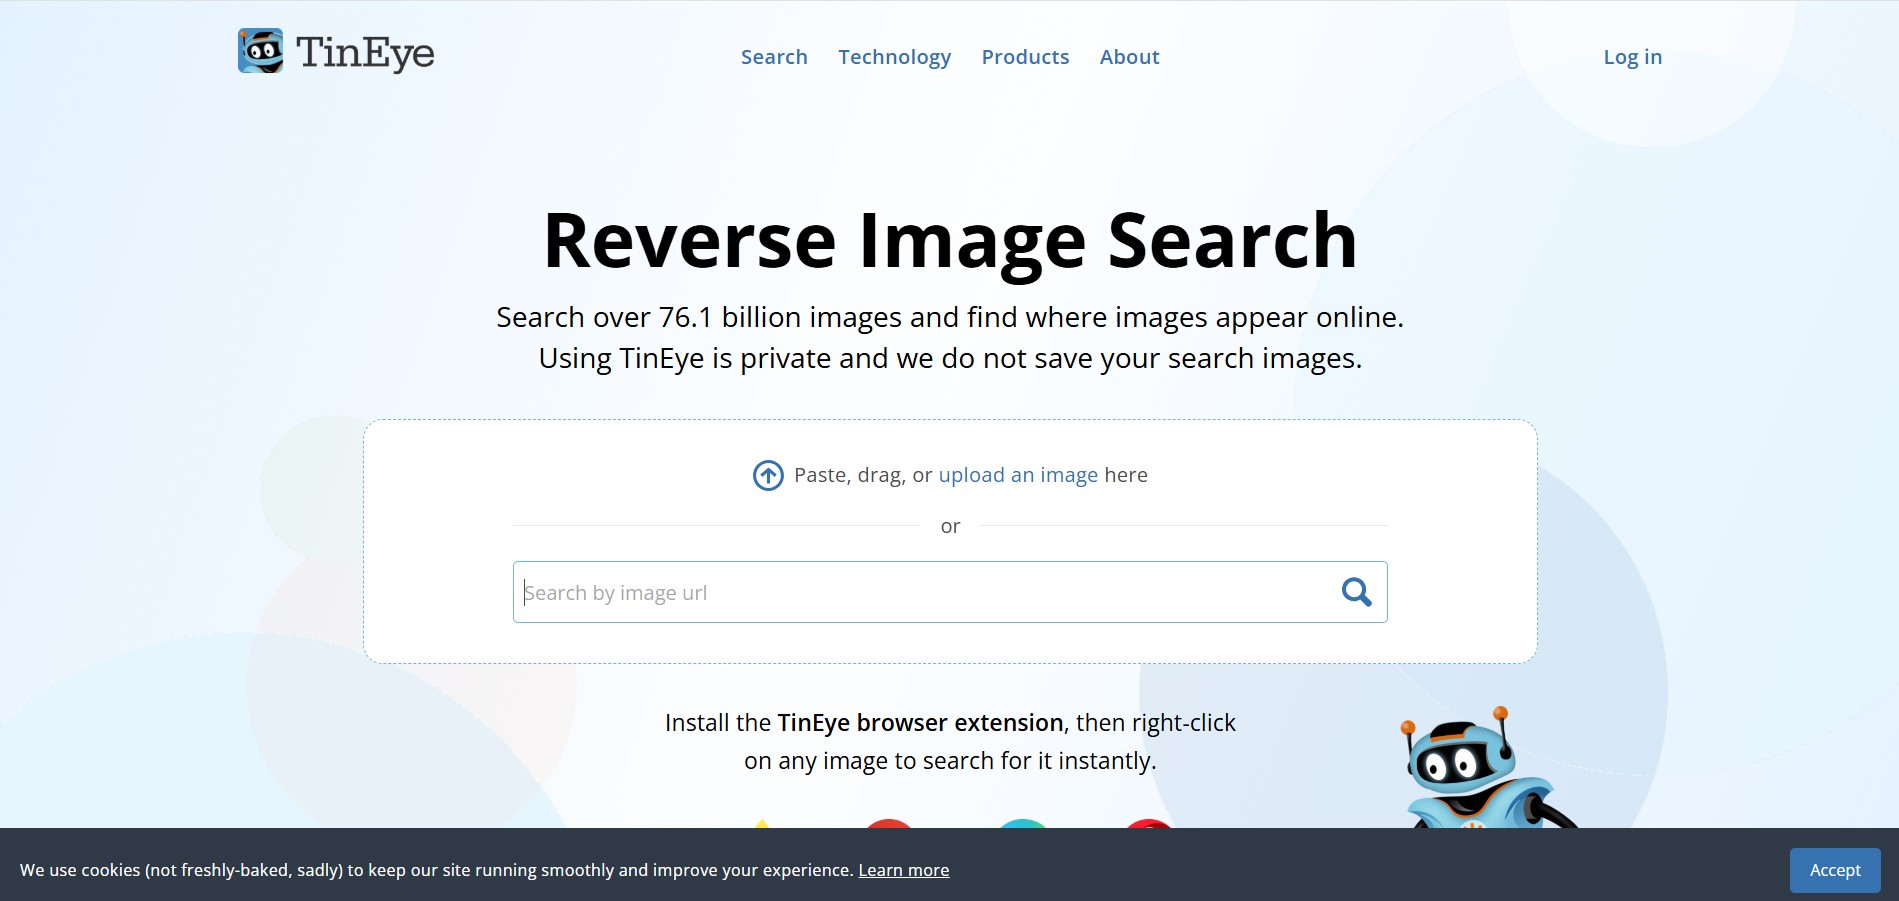 TinEye
Search Technology Products About
Log in
Reverse Image Search
Search over 76.1 billion images and find where images appear online.
Using TinEye is private and we do not save your search images.
Paste, drag, or upload an image here
or
Search by image url
Install the TinEye browser extension, then right-click
on any image to search for it instantly.
We use cookies (not freshly-baked, sadly) to keep our site running smoothly and improve your experience. Learn more
Accept